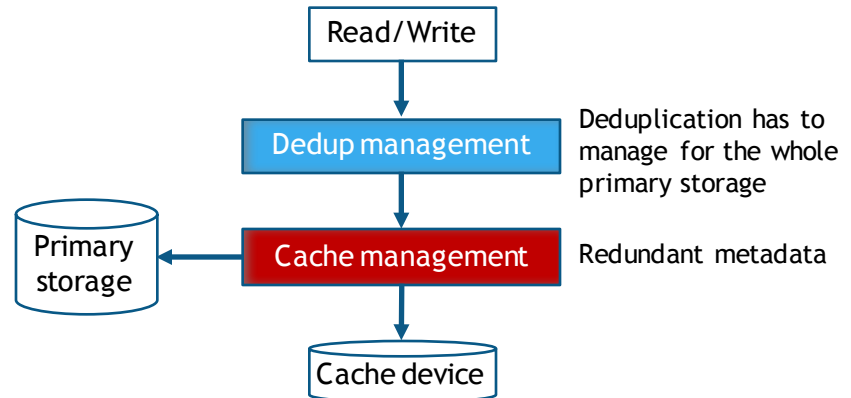 Read/Write
Dedup management
Deduplication has to
manage for the whole
primary storage
Primary
storage
Cache management
Redundant metadata
Cache device